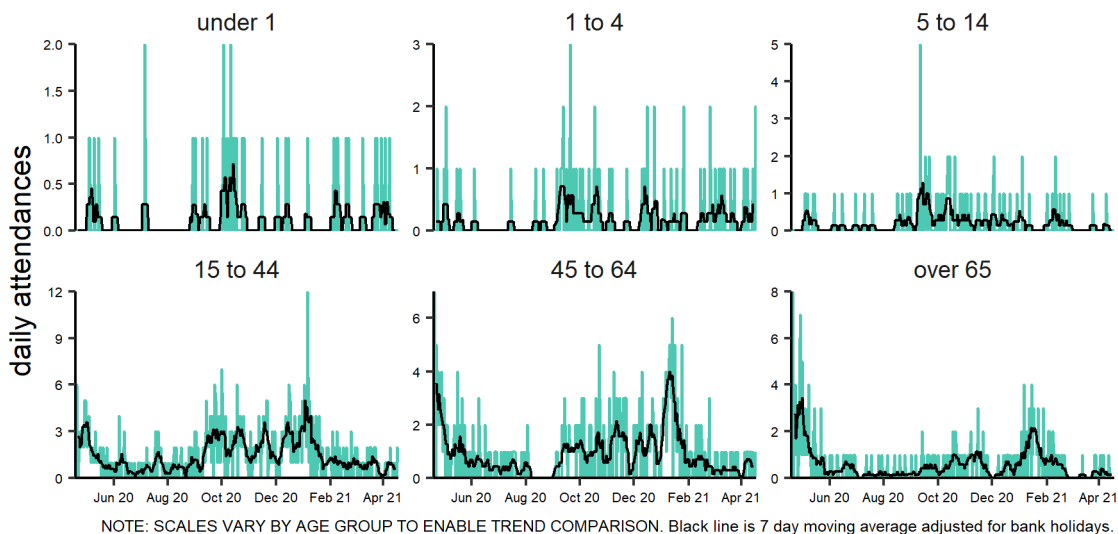 under 1
1 to 4
5 to 14
2.0
1.5
1.0
0.5
0.0
3
2
1
0
5
4
3
2
1
0
daily attendances
15 to 44
45 to 64
over 65
12
9
6
3
0
6
4
2
0
8
6
4
2
0
Jun 20 Aug 20 Oct 20 Dec 20 Feb 21 Apr 21
Jun 20 Aug 20 Oct 20 Dec 20 Feb 21 Apr 21
Jun 20 Aug 20 Oct 20 Dec 20 Feb 21 Apr 21
NOTE: SCALES VARY BY AGE GROUP TO ENABLE TREND COMPARISON. Black line is 7 day moving average adjusted for bank holidays.